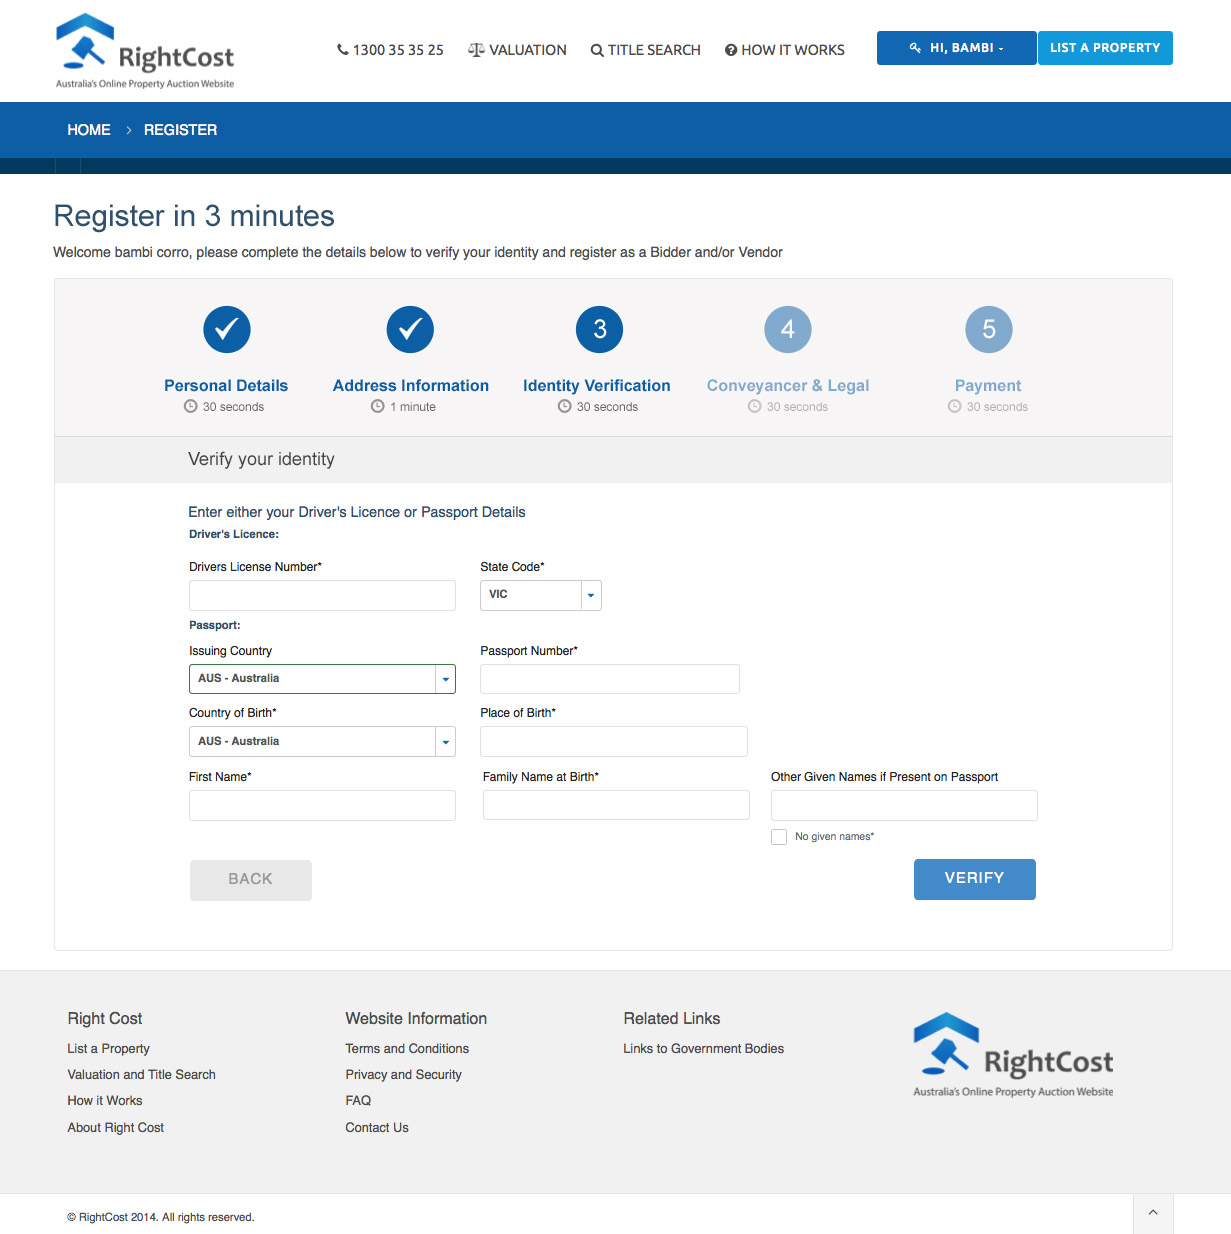 RightCost
Australia's Online Property Auction Website
1300 35 35 25
VALUATION
TITLE SEARCH
HOW IT WORKS
HI, BAMBI
LIST A PROPERTY
HOME > REGISTER
Register in 3 minutes
Welcome bambi corro, please complete the details below to verify your identity and register as a Bidder and/or Vendor
3
4
5
Personal Details
Address Information
Identity Verification
Conveyancer & Legal
Payment
30 seconds
1 minute
30 seconds
30 seconds
30 seconds
Verify your identity
Enter either your Driver's Licence or Passport Details
Driver's Licence:
Drivers License Number*
State Code*
VIC
Passport:
Issuing Country
Passport Number*
AUS - Australia
Country of Birth*
Place of Birth*
AUS - Australia
First Name*
Family Name at Birth*
Other Given Names if Present on Passport
No given names*
BACK
VERIFY
Right Cost
List a Property
Valuation and Title Search
How it Works
About Right Cost
Website Information
Terms and Conditions
Privacy and Security
FAQ
Contact Us
Related Links
Links to Government Bodies
RightCost
Australia's Online Property Auction Website
© RightCost 2014. All rights reserved.